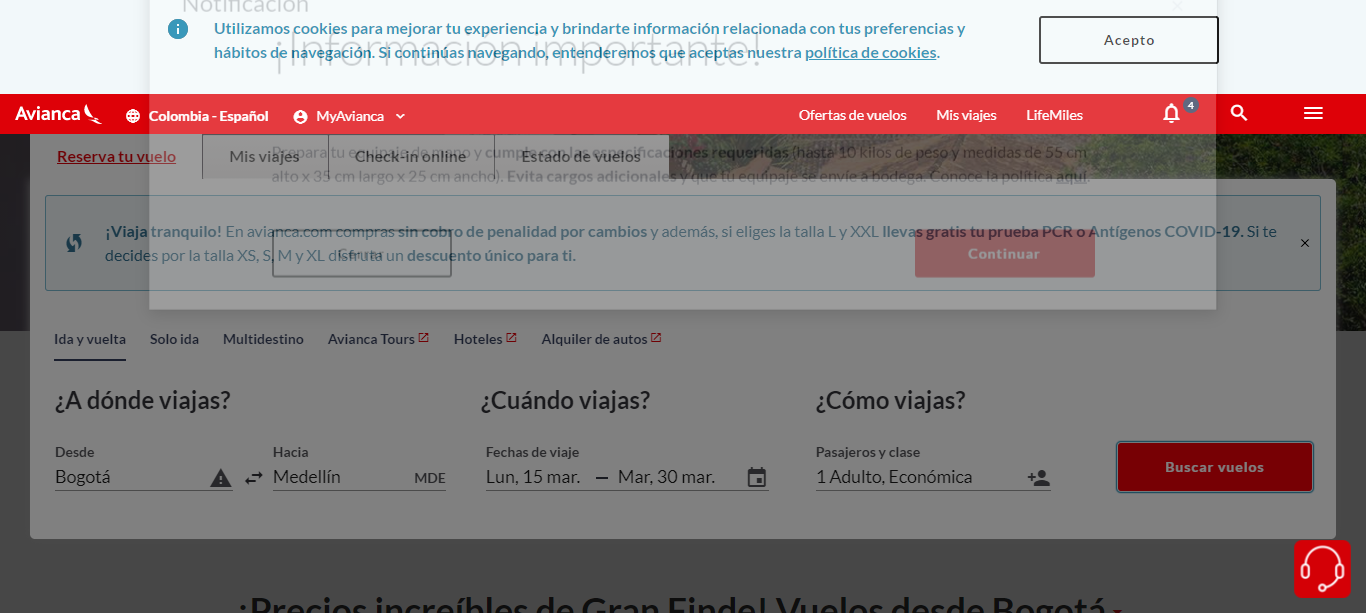 Notificación
Utilizamos cookies para mejorar tu experiencia y brindarte información relacionada con tus preferencias y
hábitos de navegación. Si continúas navegando, entenderemos que aceptas nuestra política de cookies.
Acepto
¡Información importante!
Avianca
Colombia - Español
MyAvianca
Ofertas de vuelos
Mis viajes
LifeMiles
4
Reserva tu vuelo
Mis viajes
Check-in online
Estado de vuelos
Prepara tu equipaje de mano y cumple con las especificaciones requeridas (hasta 10 kilos de peso y medidas de 55 cm
alto x 35 cm largo x 25 cm ancho). Evita cargos adicionales y que tu equipaje se envíe a bodega. Conoce la política aquí.
¡Viaja tranquilo! En avianca.com compras sin cobro de penalidad por cambios y además, si eliges la talla L y XXL llevas gratis tu prueba PCR o Antígenos COVID-19. Si te
decides por la talla XS, S, M y XL disfruta un descuento único para ti.
Cerrar
Continuar
Ida y vuelta
Solo ida
Multidestino
Avianca Tours
Hoteles
Alquiler de autos
¿A dónde viajas?
¿Cuándo viajas?
¿Cómo viajas?
Desde
Hacia
Fechas de viaje
Pasajeros y clase
Bogotá
Medellín
MDE
Lun, 15 mar. — Mar, 30 mar.
1 Adulto, Económica
Buscar vuelos
¡Precios increíbles de Gran Finde! Vuelos desde Bogotá